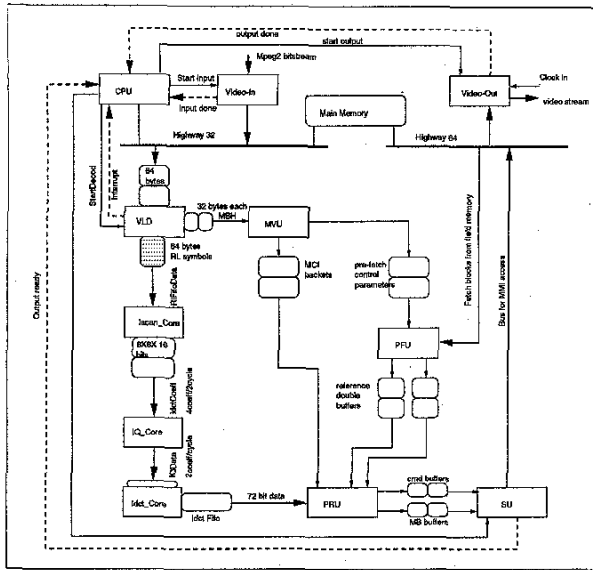 output done
start output
Mpeg2 bitstream
Start input
CPU
Video-In
Input done
Clock in
Video-Out
video stream
Main Memory
Highway 32
Highway 64
StartDecod
Interrupt
64
bytes
32 bytes each
MBH
VLD
MVU
64 bytes
RL symbols
RlFifoData
MCI
packets
pre-fetch
control
parameters
Fetch blocks from field memory
Bus for MMI access
Output ready
Iscan_Core
8X8X 16
bits
PFU
IdctCoeff
4coeff/2cycle
reference
double
buffers
IQ_Core
IQData
2coeff/cycle
Idct_Core
72 bit data
Idct Fifo
PRU
cmd buffers
SU
MB buffers